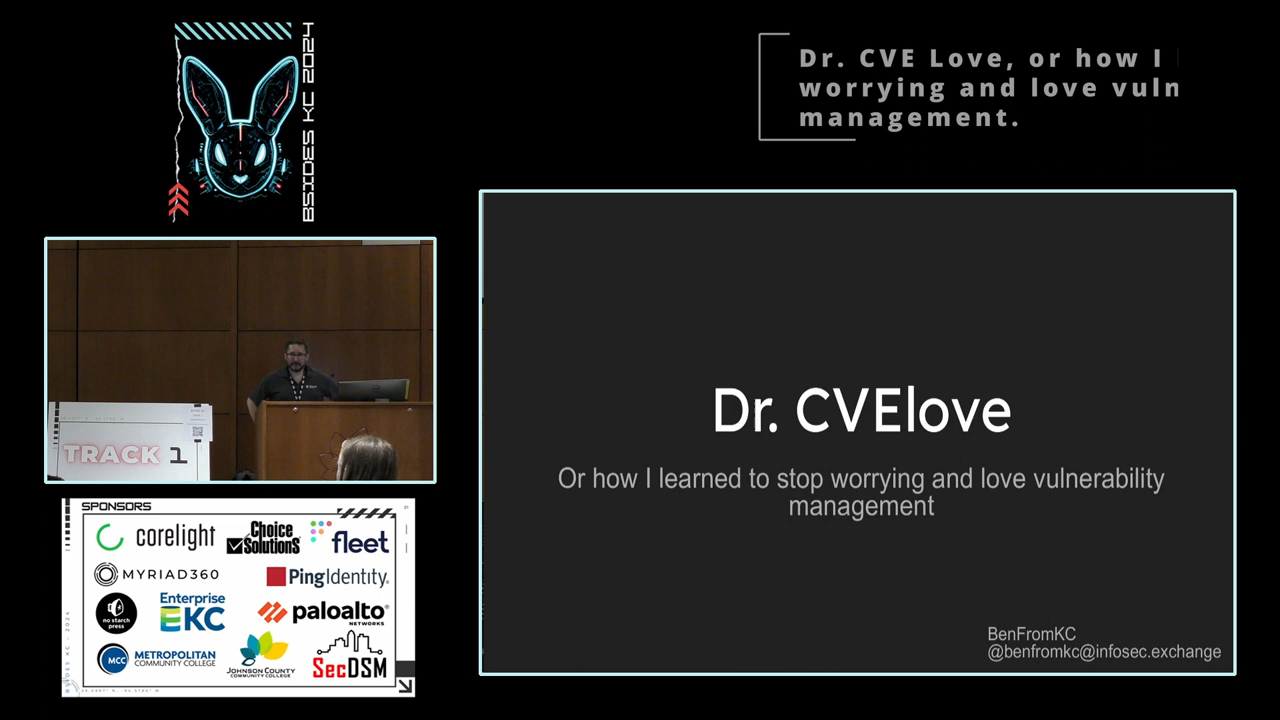 BSIDES KC 2024
Dr. CVE Love, or how I
worrying and love vuln
management.
TRACK 1
SPONSORS
corelight
Choice
Solutions
fleet
MYRIAD360
PingIdentity
no starch
press
Enterprise
KC
paloalto
NETWORKS
MCC
METROPOLITAN
COMMUNITY COLLEGE
JOHNSON COUNTY
COMMUNITY COLLEGE
SecDSM
Dr. CVElove
Or how I learned to stop worrying and love vulnerability
management
BenFromKC
@benfromkc@infosec.exchange